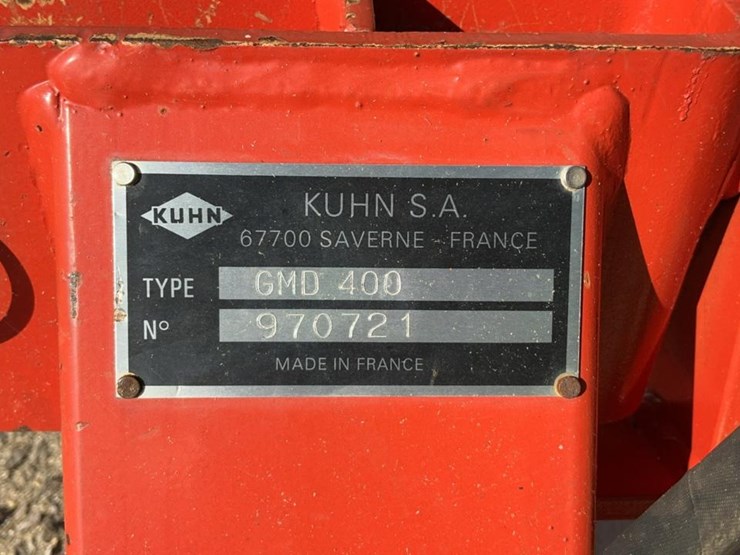 KUHN
KUHN S.A.
67700 SAVERNE - FRANCE
TYPE GMD 400
N° 970721
MADE IN FRANCE